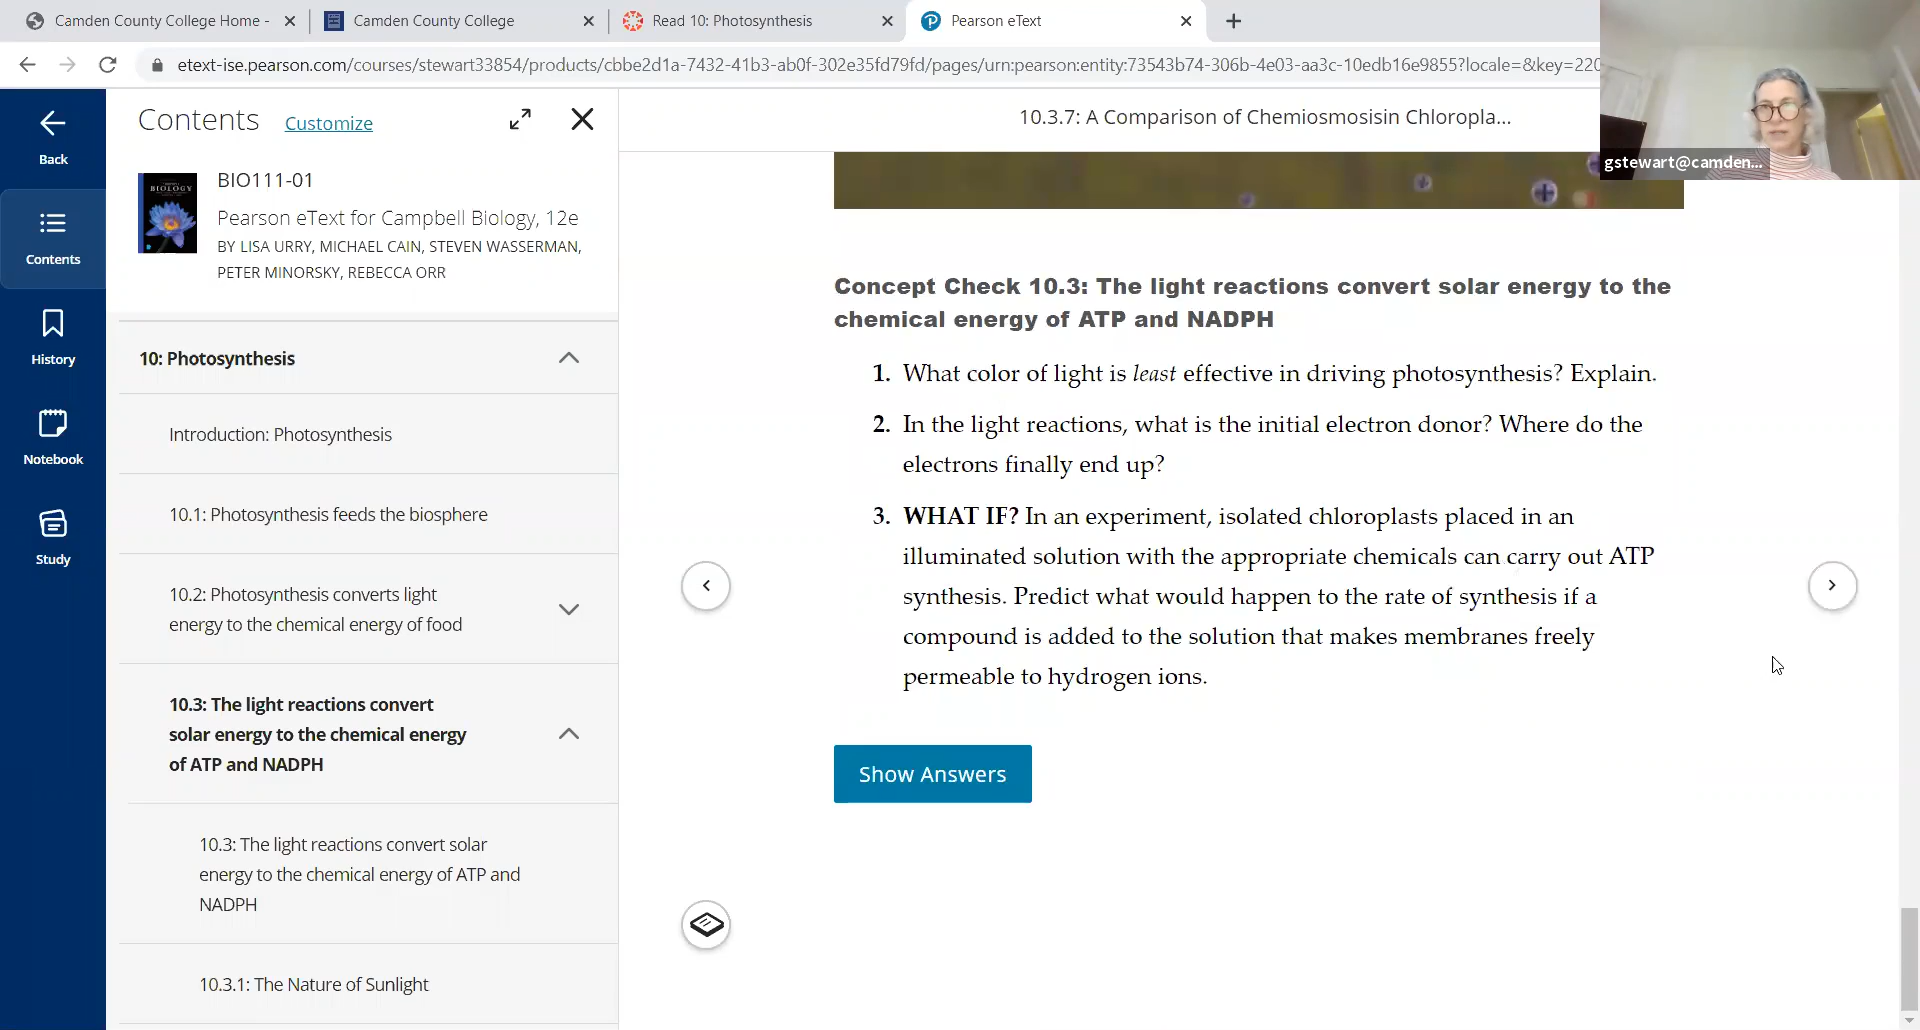 Camden County College Home -
Camden County College
Read 10: Photosynthesis
Pearson eText
etext-ise.pearson.com/courses/stewart33854/products/cbbe2d1a-7432-41b3-ab0f-302e35fd79fd/pages/urn:pearson:entity:73543b74-306b-4e03-aa3c-10edb16e9855?locale=&key=220
gstewart@camden...
Back
Contents
History
Notebook
Study
Contents
Customize
BIOLOGY
BIO111-01
Pearson eText for Campbell Biology, 12e
BY LISA URRY, MICHAEL CAIN, STEVEN WASSERMAN,
PETER MINORSKY, REBECCA ORR
10: Photosynthesis
Introduction: Photosynthesis
10.1: Photosynthesis feeds the biosphere
10.2: Photosynthesis converts light
energy to the chemical energy of food
10.3: The light reactions convert
solar energy to the chemical energy
of ATP and NADPH
10.3: The light reactions convert solar
energy to the chemical energy of ATP and
NADPH
10.3.1: The Nature of Sunlight
10.3.7: A Comparison of Chemiosmosisin Chloropla...
Concept Check 10.3: The light reactions convert solar energy to the
chemical energy of ATP and NADPH
1. What color of light is least effective in driving photosynthesis? Explain.
2. In the light reactions, what is the initial electron donor? Where do the
electrons finally end up?
3. WHAT IF? In an experiment, isolated chloroplasts placed in an
illuminated solution with the appropriate chemicals can carry out ATP
synthesis. Predict what would happen to the rate of synthesis if a
compound is added to the solution that makes membranes freely
permeable to hydrogen ions.
Show Answers